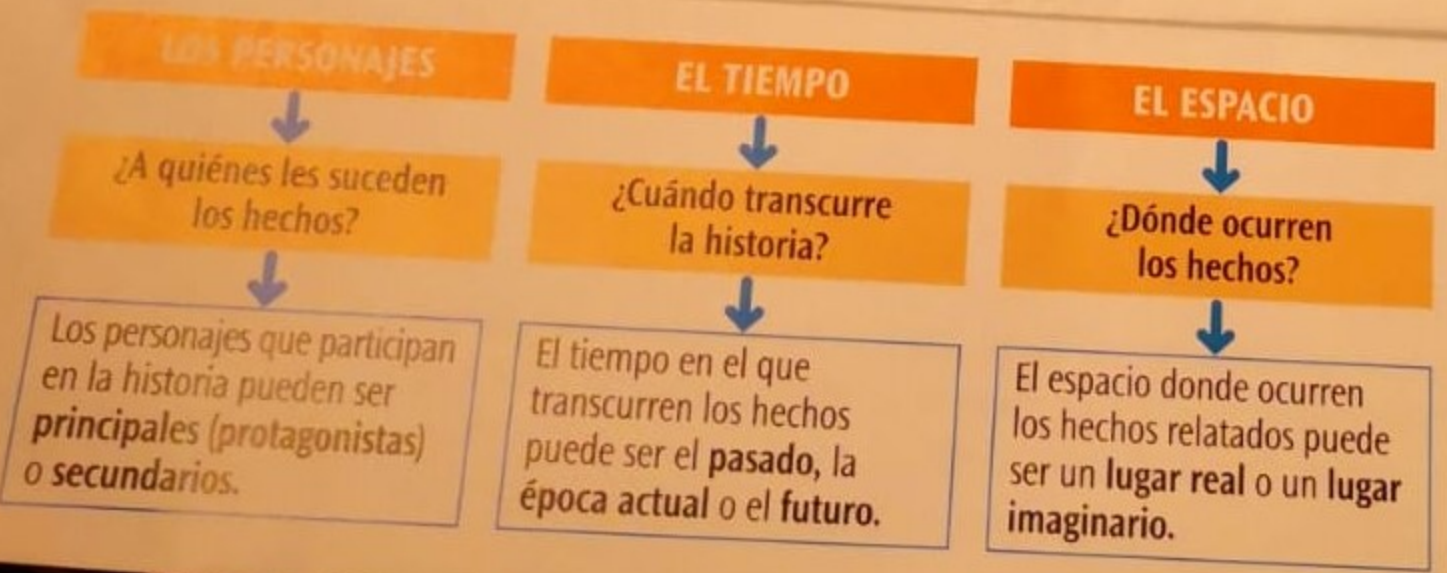 LOS PERSONAJES
¿A quiénes les suceden
los hechos?
Los personajes que participan
en la historia pueden ser
principales (protagonistas)
o secundarios.
EL TIEMPO
¿Cuándo transcurre
la historia?
El tiempo en el que
transcurren los hechos
puede ser el pasado, la
época actual o el futuro.
EL ESPACIO
¿Dónde ocurren
los hechos?
El espacio donde ocurren
los hechos relatados puede
ser un lugar real o un lugar
imaginario.